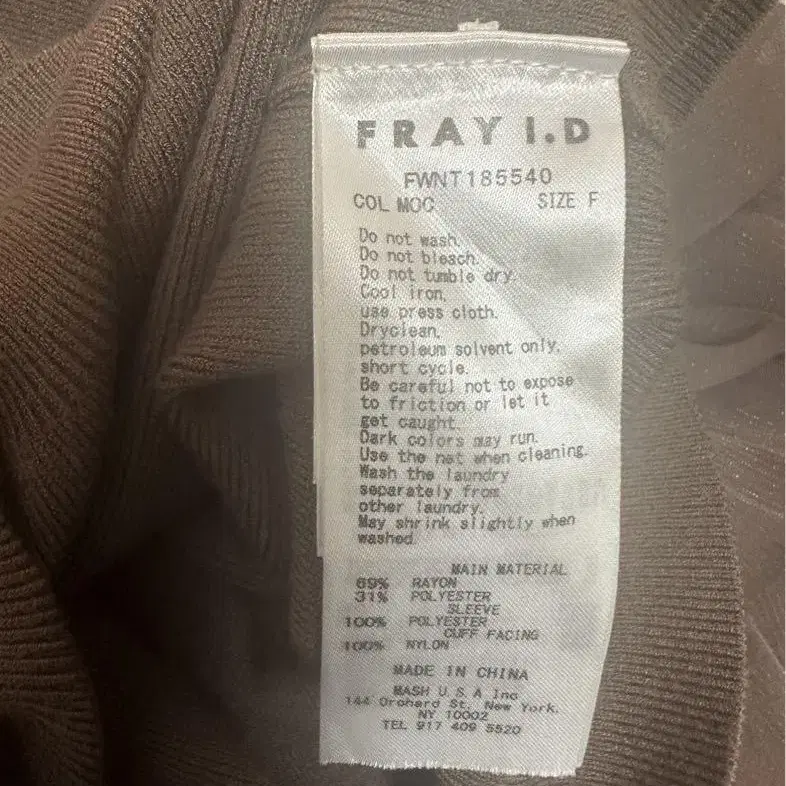 FRAY I.D
FWNT185540
COL MOC SIZE F
Do not wash.
Do not bleach.
Do not tumble dry.
Cool iron,
use press cloth.
Dryclean,
petroleum solvent only,
short cycle.
Be careful not to expose
to friction or let it
get caught.
Dark colors may run.
Use the net when cleaning.
Wash the laundry
separately from
other laundry.
May shrink slightly when
washed.
MAIN MATERIAL
69% RAYON
31% POLYESTER
SLEEVE
100% POLYESTER
CUFF FACING
100% NYLON
MADE IN CHINA
MASH U.S.A Inc
144 Orchard St, New York,
NY 10002
TEL 917 409 5520